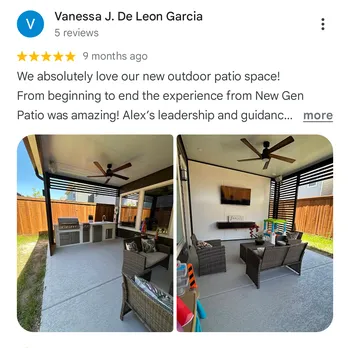 V
Vanessa J. De Leon Garcia
5 reviews
★★★★★ 9 months ago
We absolutely love our new outdoor patio space!
From beginning to end the experience from New Gen
Patio was amazing! Alex's leadership and guidanc... more